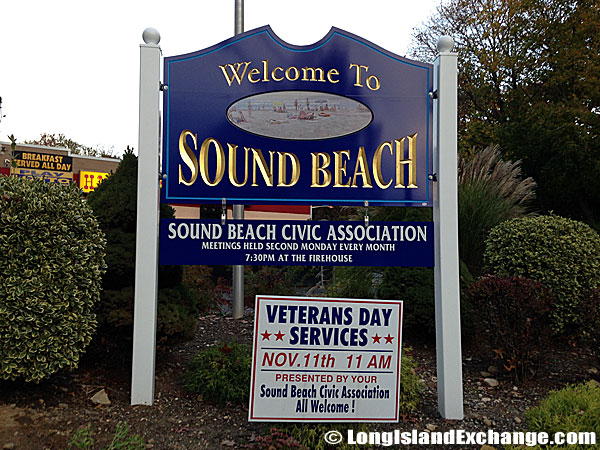 Welcome To
SOUND BEACH
SOUND BEACH CIVIC ASSOCIATION
MEETINGS HELD SECOND MONDAY EVERY MONTH
7:30PM AT THE FIREHOUSE
BREAKFAST
SERVED ALL DAY
PLAY
HA
VETERANS DAY
SERVICES
NOV. 11th 11 AM
PRESENTED BY YOUR
Sound Beach Civic Association
All Welcome!
© LongIslandExchange.com